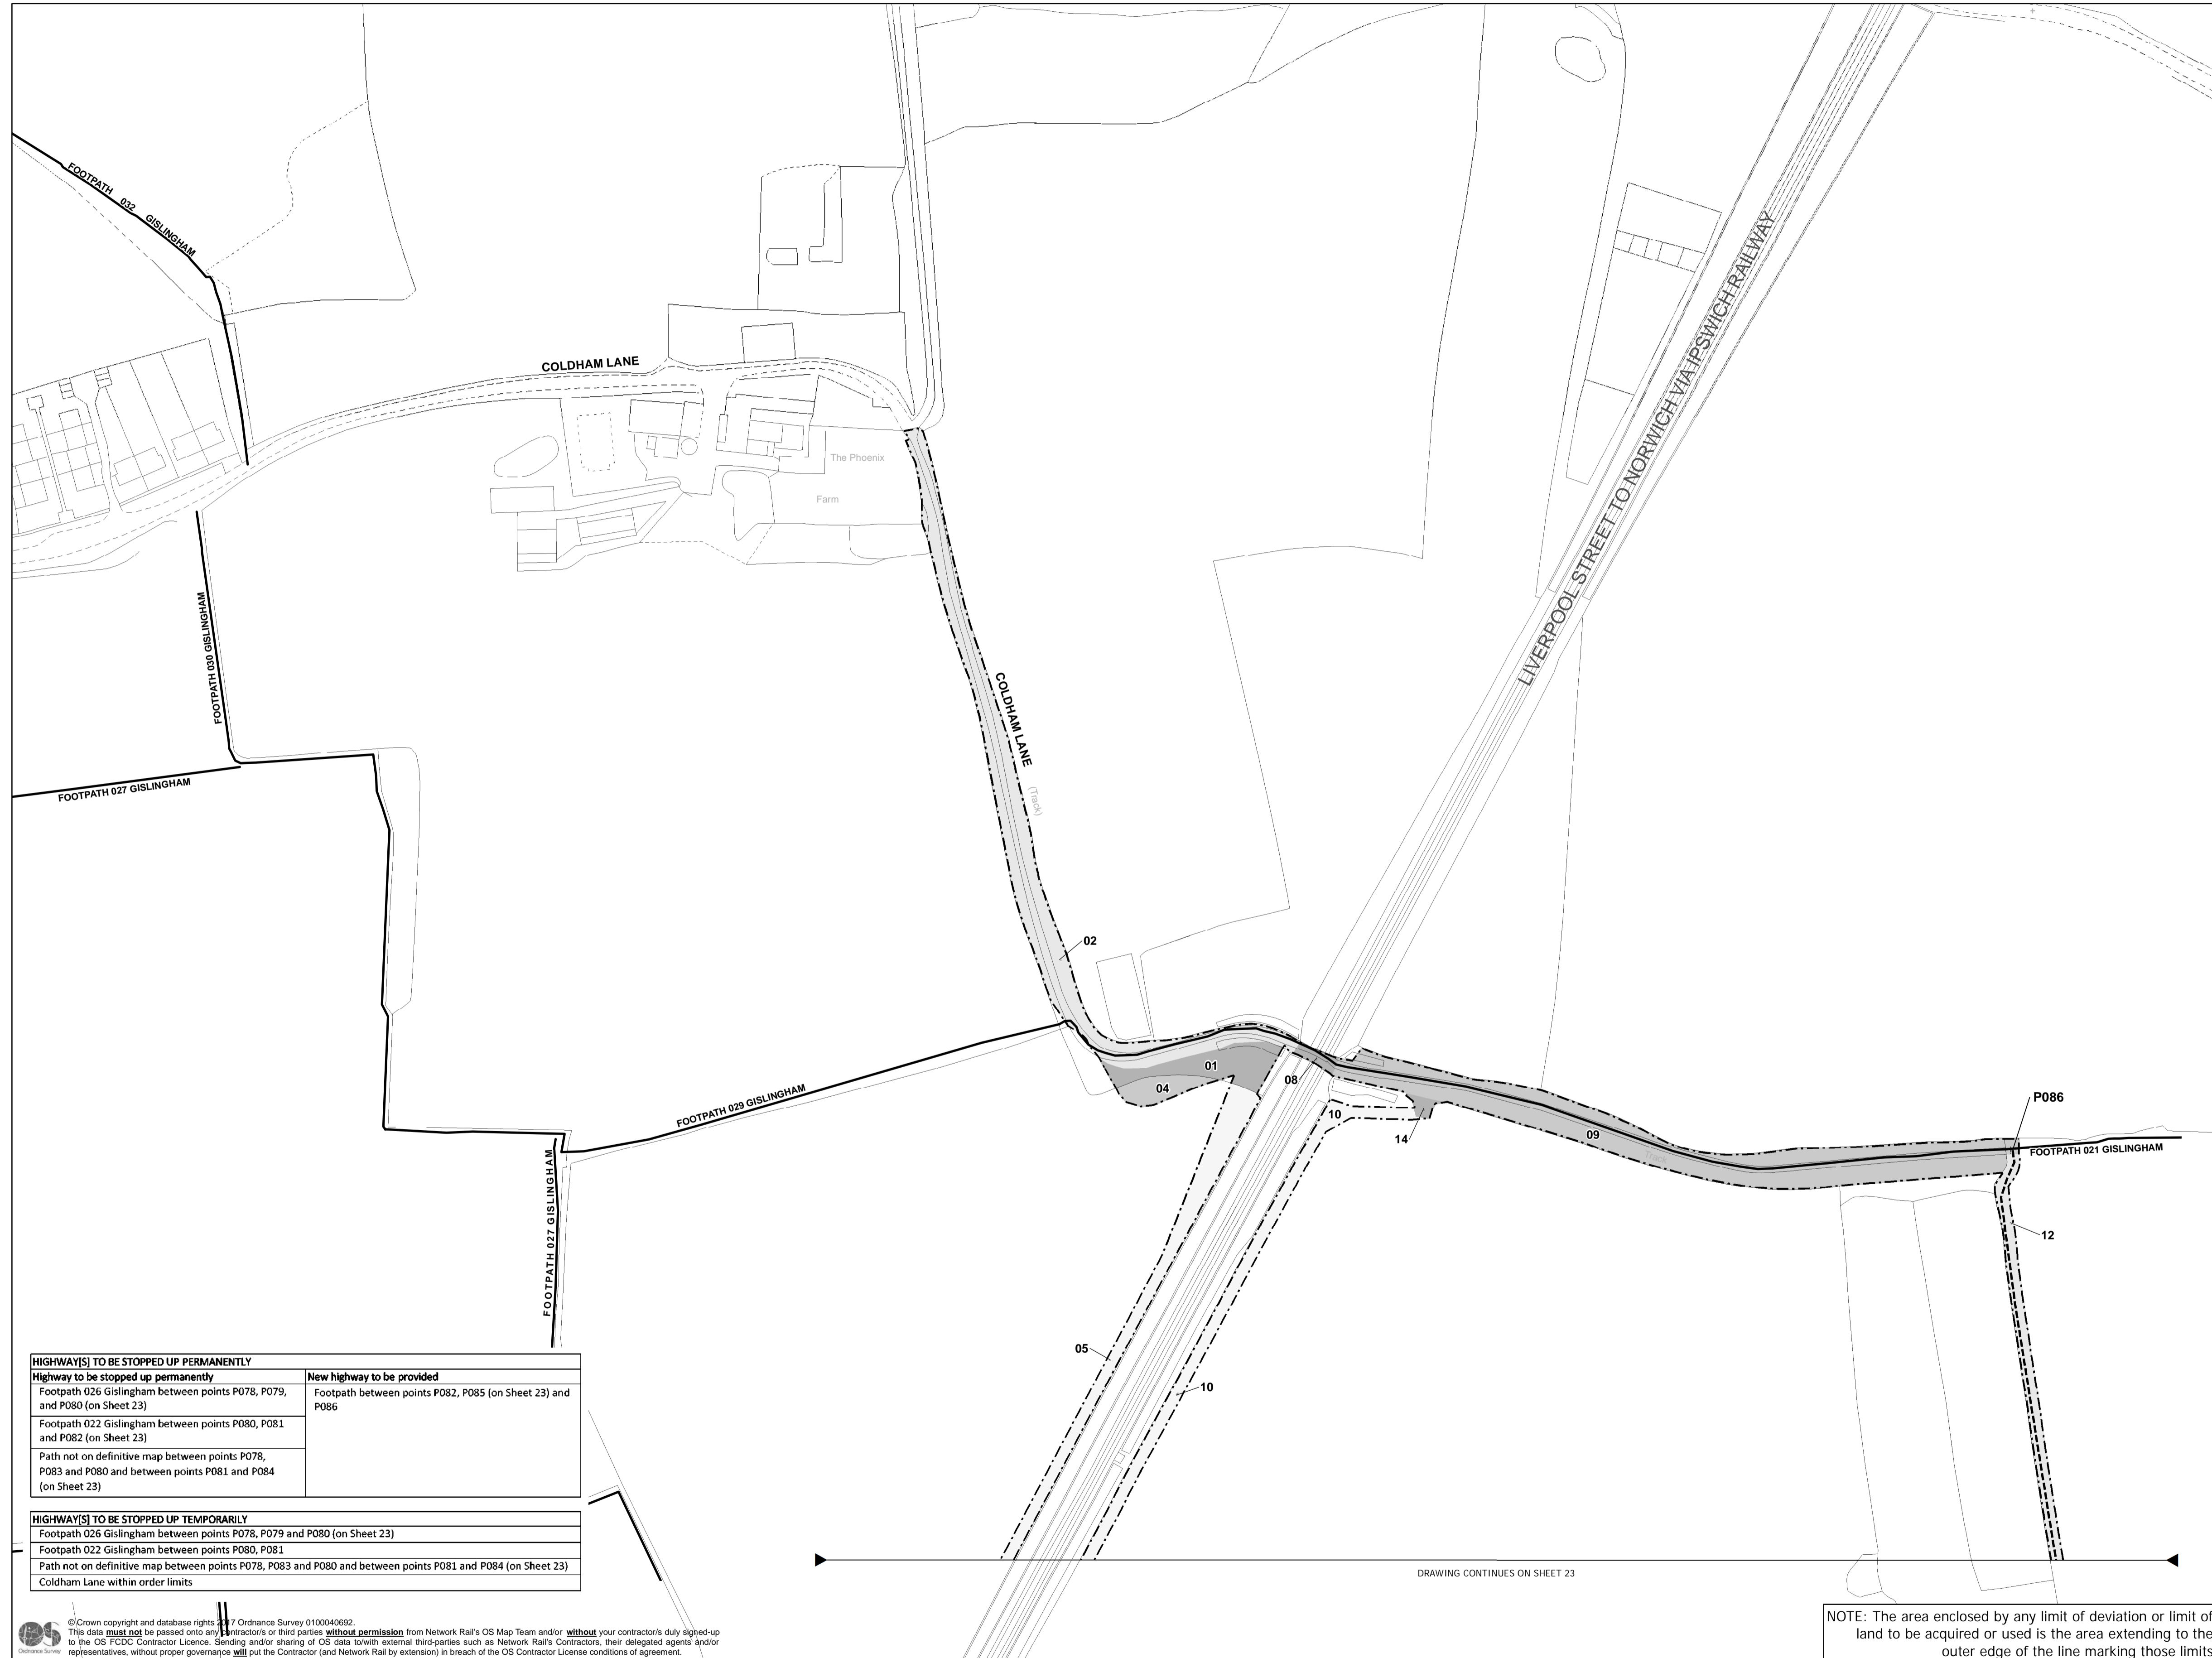 FOOTPATH 032 GISLINGHAM
COLDHAM LANE
The Phoenix
Farm
LIVERPOOL STREET TO NORWICH VIA IPSWICH RAILWAY
FOOTPATH 030 GISLINGHAM
FOOTPATH 027 GISLINGHAM
COLDHAM LANE
(Track)
02
01
04
08
10
14
09
Track
P086
FOOTPATH 021 GISLINGHAM
12
FOOTPATH 029 GISLINGHAM
FOOTPATH 027 GISLINGHAM
05
10
HIGHWAY[S] TO BE STOPPED UP PERMANENTLY
Highway to be stopped up permanently
New highway to be provided
Footpath 026 Gislingham between points P078, P079,
and P080 (on Sheet 23)
Footpath between points P082, P085 (on Sheet 23) and
P086
Footpath 022 Gislingham between points P080, P081
and P082 (on Sheet 23)
Path not on definitive map between points P078,
P083 and P080 and between points P081 and P084
(on Sheet 23)
HIGHWAY[S] TO BE STOPPED UP TEMPORARILY
Footpath 026 Gislingham between points P078, P079 and P080 (on Sheet 23)
Footpath 022 Gislingham between points P080, P081
Path not on definitive map between points P078, P083 and P080 and between points P081 and P084 (on Sheet 23)
Coldham Lane within order limits
DRAWING CONTINUES ON SHEET 23
OS
Ordnance Survey
© Crown copyright and database rights 2017 Ordnance Survey 0100040692.
This data must not be passed onto any contractor/s or third parties without permission from Network Rail's OS Map Team and/or without your contractor/s duly signed-up
to the OS FCDC Contractor Licence. Sending and/or sharing of OS data to/with external third-parties such as Network Rail's Contractors, their delegated agents and/or
representatives, without proper governance will put the Contractor (and Network Rail by extension) in breach of the OS Contractor License conditions of agreement.
NOTE: The area enclosed by any limit of deviation or limit of
land to be acquired or used is the area extending to the
outer edge of the line marking those limits